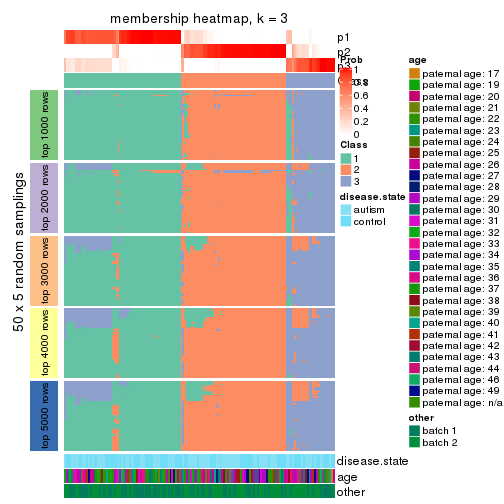 membership heatmap, k = 3
p1
p2
p3
Prob
1
0.8
0.6
0.4
0.2
0
Class
1
2
3
disease.state
autism
control
50 x 5 random samplings
top 1000 rows
top 2000 rows
top 3000 rows
top 4000 rows
top 5000 rows
disease.state
age
other
age
paternal age: 17
paternal age: 19
paternal age: 20
paternal age: 21
paternal age: 22
paternal age: 23
paternal age: 24
paternal age: 25
paternal age: 26
paternal age: 27
paternal age: 28
paternal age: 29
paternal age: 30
paternal age: 31
paternal age: 32
paternal age: 33
paternal age: 34
paternal age: 35
paternal age: 36
paternal age: 37
paternal age: 38
paternal age: 39
paternal age: 40
paternal age: 41
paternal age: 42
paternal age: 43
paternal age: 44
paternal age: 46
paternal age: 49
paternal age: n/a
other
batch 1
batch 2